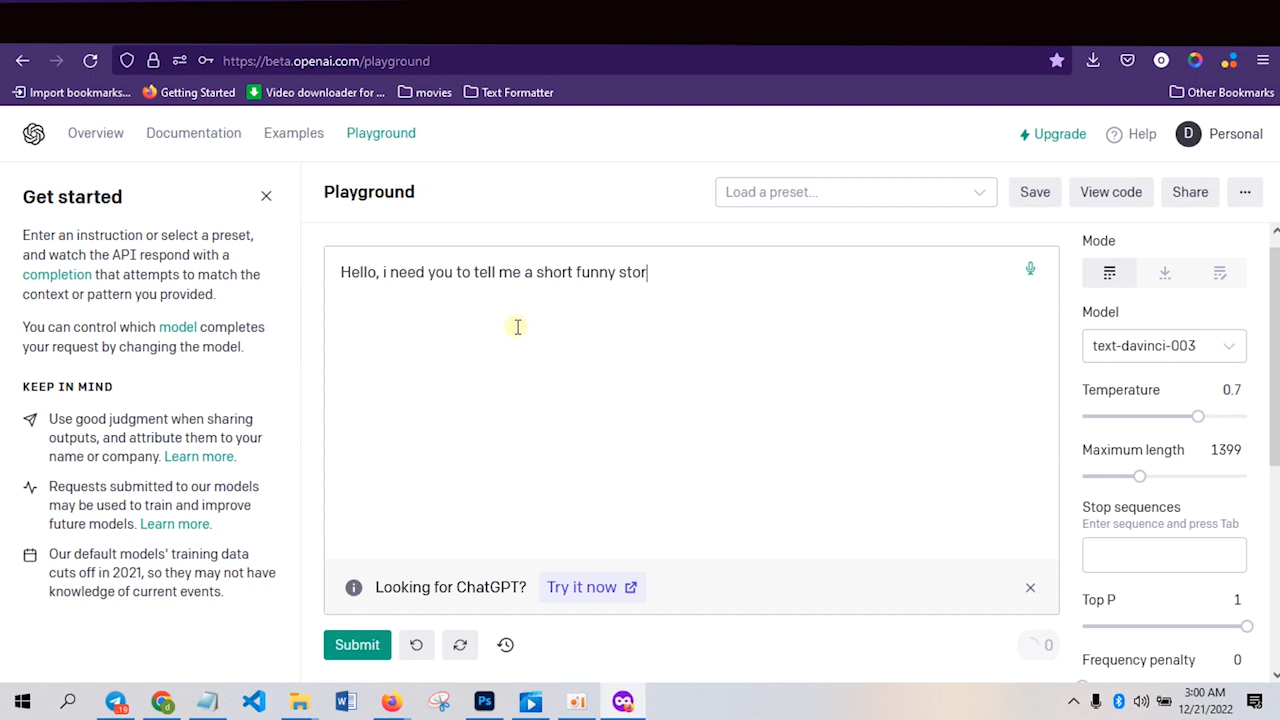 https://beta.openai.com/playground
Import bookmarks...
Getting Started
Video downloader for ...
movies
Text Formatter
Other Bookmarks
Overview
Documentation
Examples
Playground
Upgrade
Help
D
Personal
Get started
Enter an instruction or select a preset,
and watch the API respond with a
completion that attempts to match the
context or pattern you provided.
You can control which model completes
your request by changing the model.
KEEP IN MIND
Use good judgment when sharing
outputs, and attribute them to your
name or company. Learn more.
Requests submitted to our models
may be used to train and improve
future models. Learn more.
Our default models' training data
cuts off in 2021, so they may not have
knowledge of current events.
Playground
Load a preset...
Save
View code
Share
...
Hello, i need you to tell me a short funny stor
Looking for ChatGPT?
Try it now
Submit
0
Mode
Model
text-davinci-003
Temperature 0.7
Maximum length 1399
Stop sequences
Enter sequence and press Tab
Top P 1
Frequency penalty 0
19
Ps
3:00 AM
12/21/2022